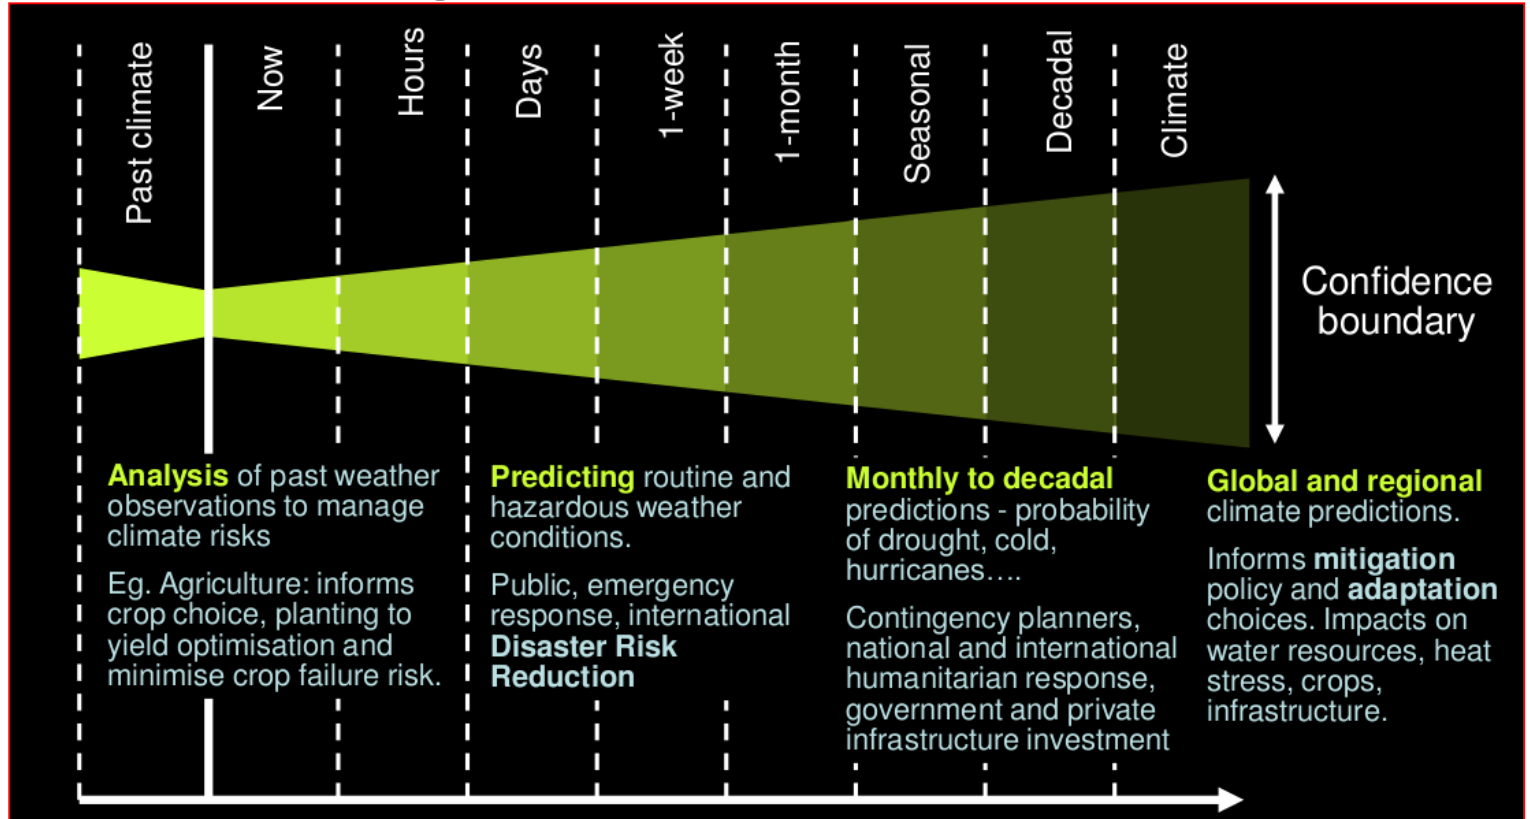 Past climate
Now
Hours
Days
1-week
1-month
Seasonal
Decadal
Climate
Confidence
boundary
Analysis of past weather
observations to manage
climate risks
Eg. Agriculture: informs
crop choice, planting to
yield optimisation and
minimise crop failure risk.
Predicting routine and
hazardous weather
conditions.
Public, emergency
response, international
Disaster Risk
Reduction
Monthly to decadal
predictions - probability
of drought, cold,
hurricanes….
Contingency planners,
national and international
humanitarian response,
government and private
infrastructure investment
Global and regional
climate predictions.
Informs mitigation
policy and adaptation
choices. Impacts on
water resources, heat
stress, crops,
infrastructure.